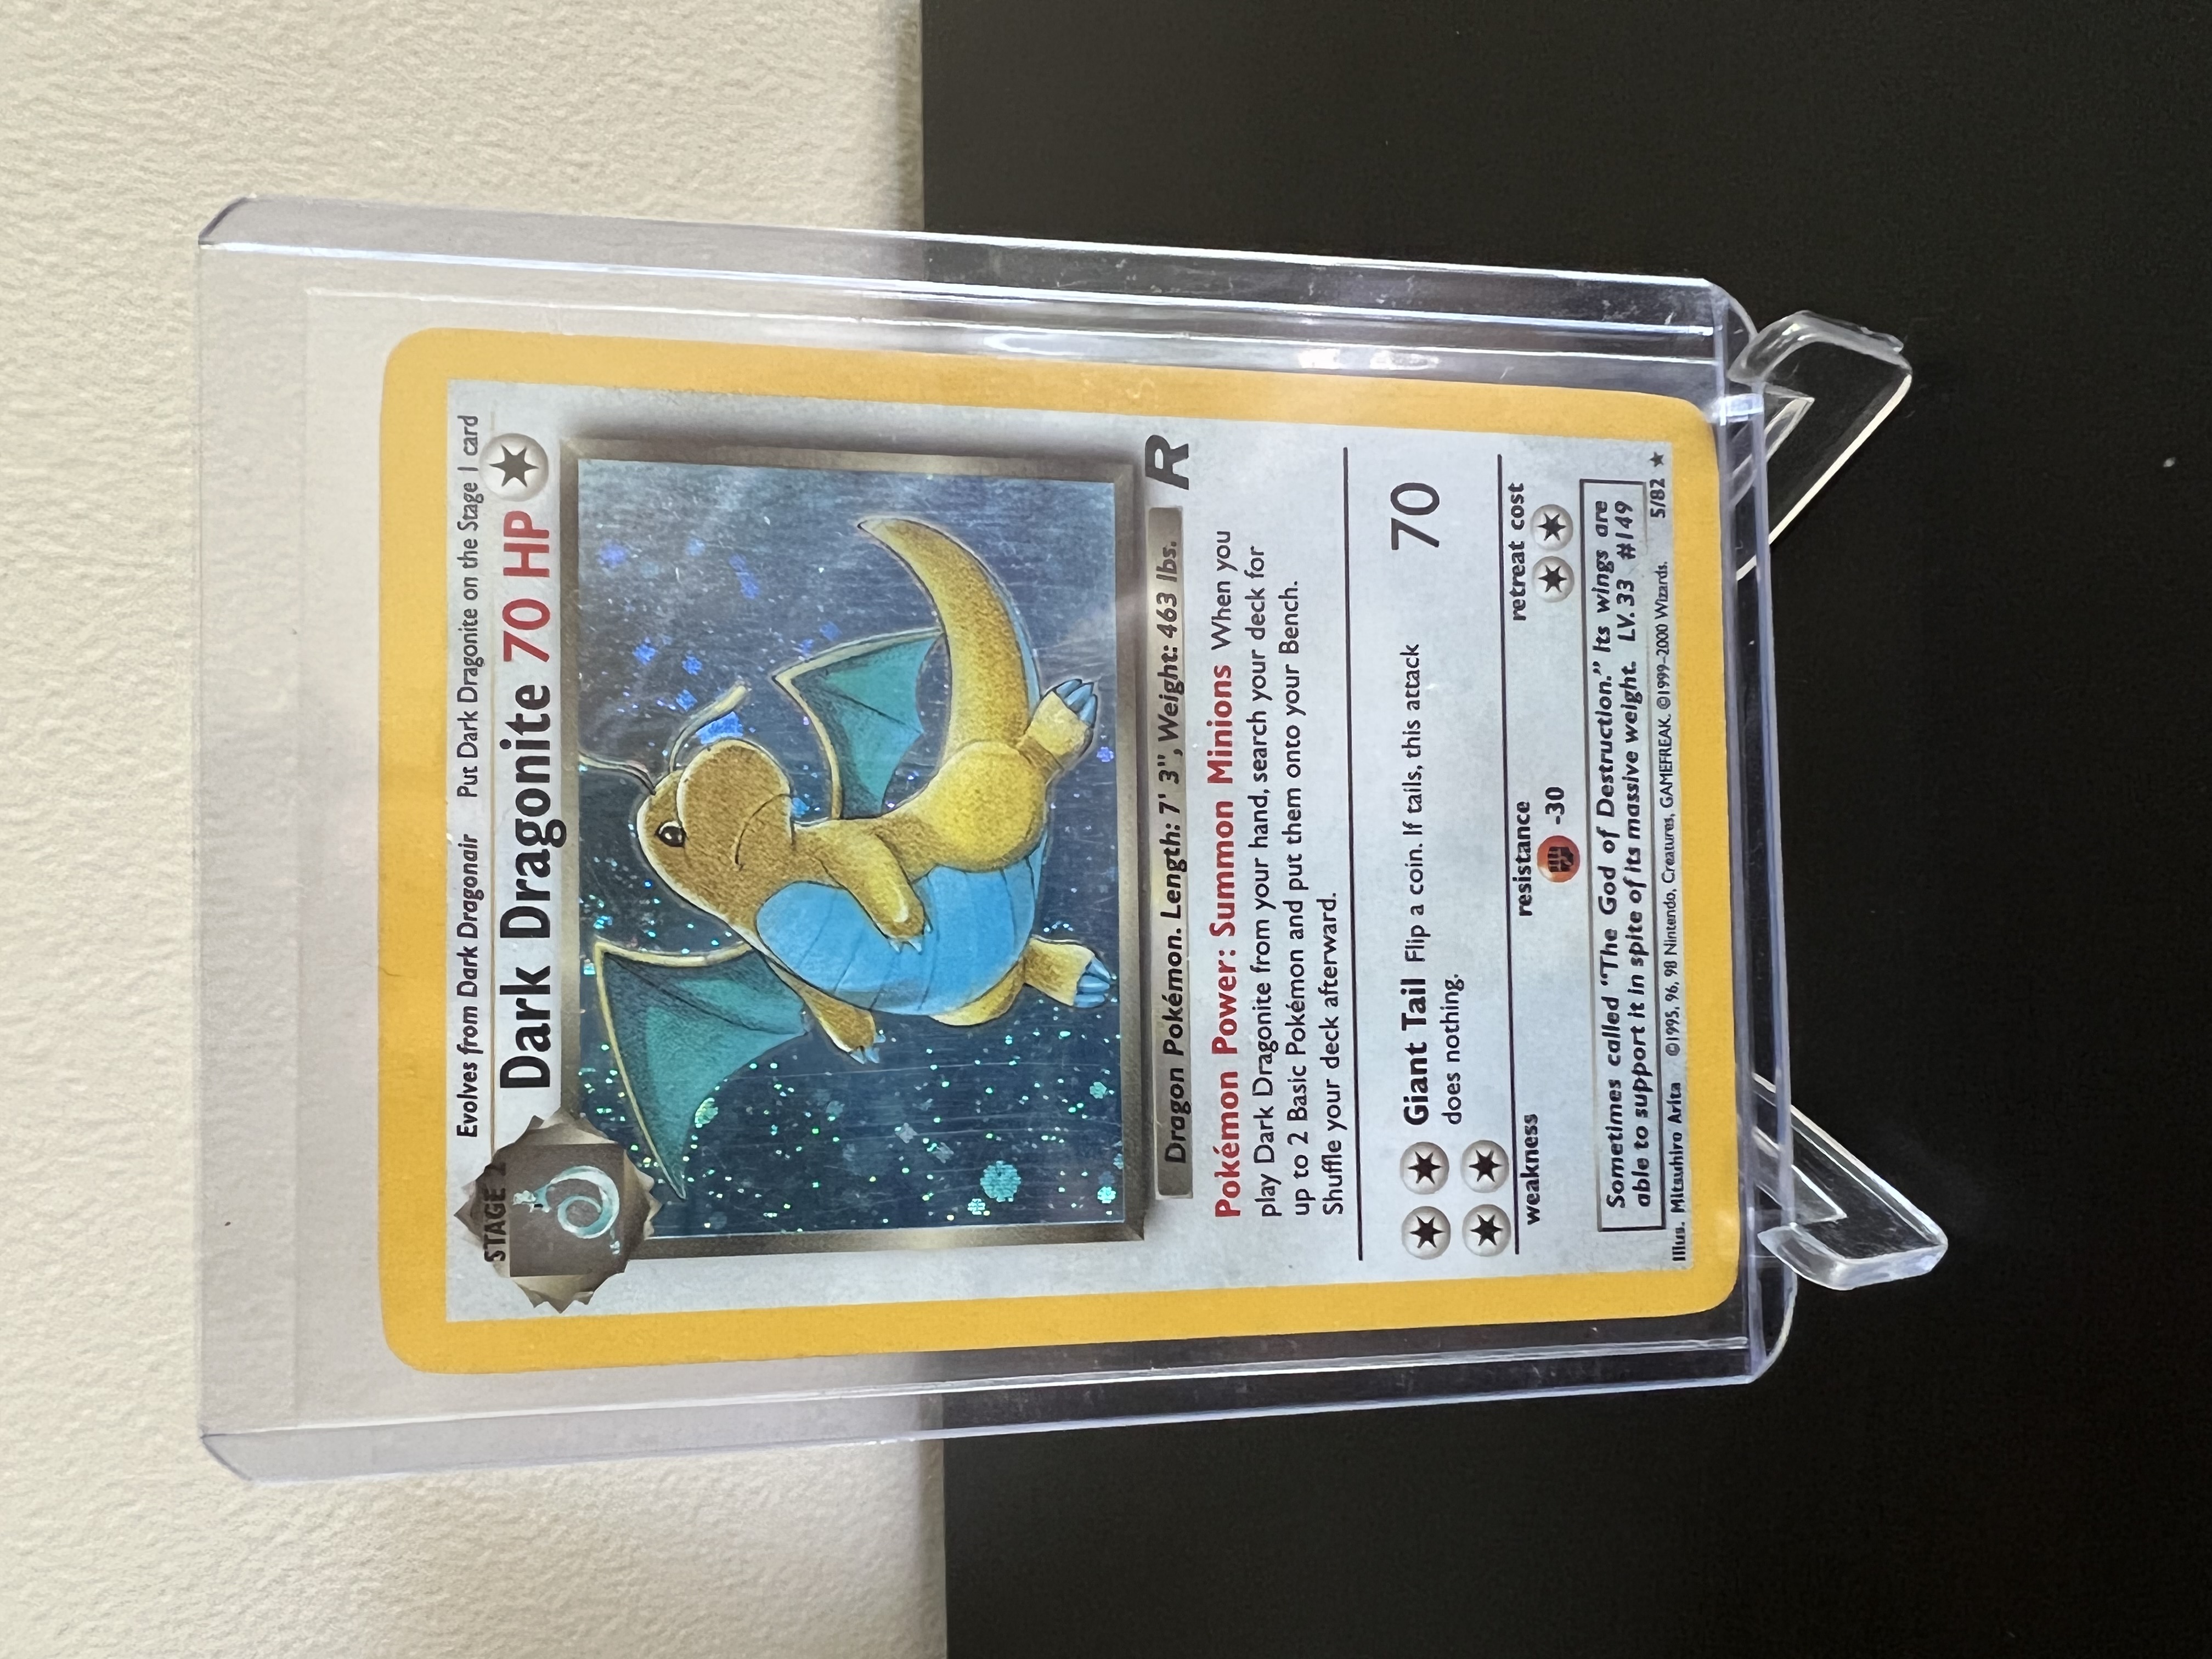 Evolves from Dark Dragonair Put Dark Dragonite on the Stage 1 card
STAGE 2
Dark Dragonite 70 HP
Dragon Pokémon. Length: 7' 3", Weight: 463 lbs.
R
Pokémon Power: Summon Minions When you
play Dark Dragonite from your hand, search your deck for
up to 2 Basic Pokémon and put them onto your Bench.
Shuffle your deck afterward.
Giant Tail Flip a coin. If tails, this attack
does nothing.
70
weakness resistance retreat cost
-30
Sometimes called “The God of Destruction.” Its wings are
able to support it in spite of its massive weight. LV. 33 #149
Illus. Mitsuhiro Arita ©1995, 96, 98 Nintendo, Creatures, GAMEFREAK. ©1999–2000 Wizards. 5/82 ★